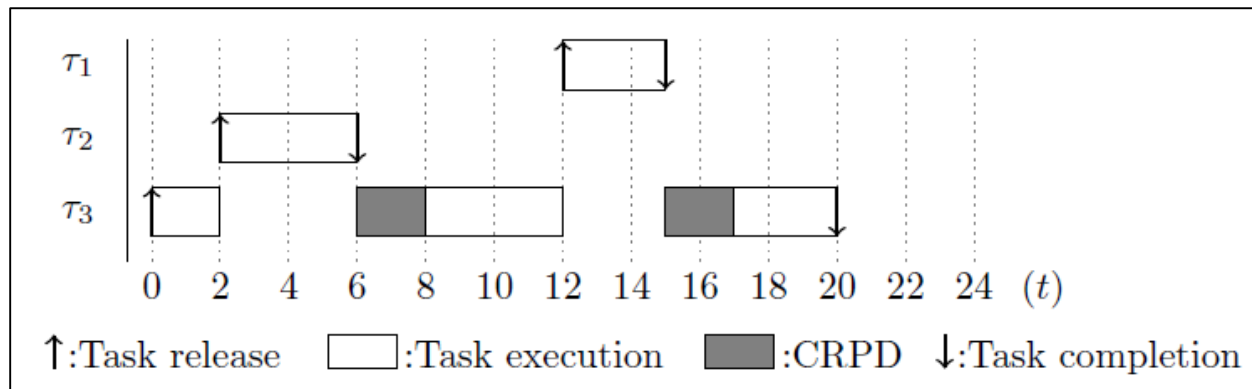 τ1
τ2
τ3
0 2 4 6 8 10 12 14 16 18 20 22 24 (t)
↑:Task release :Task execution :CRPD ↓:Task completion